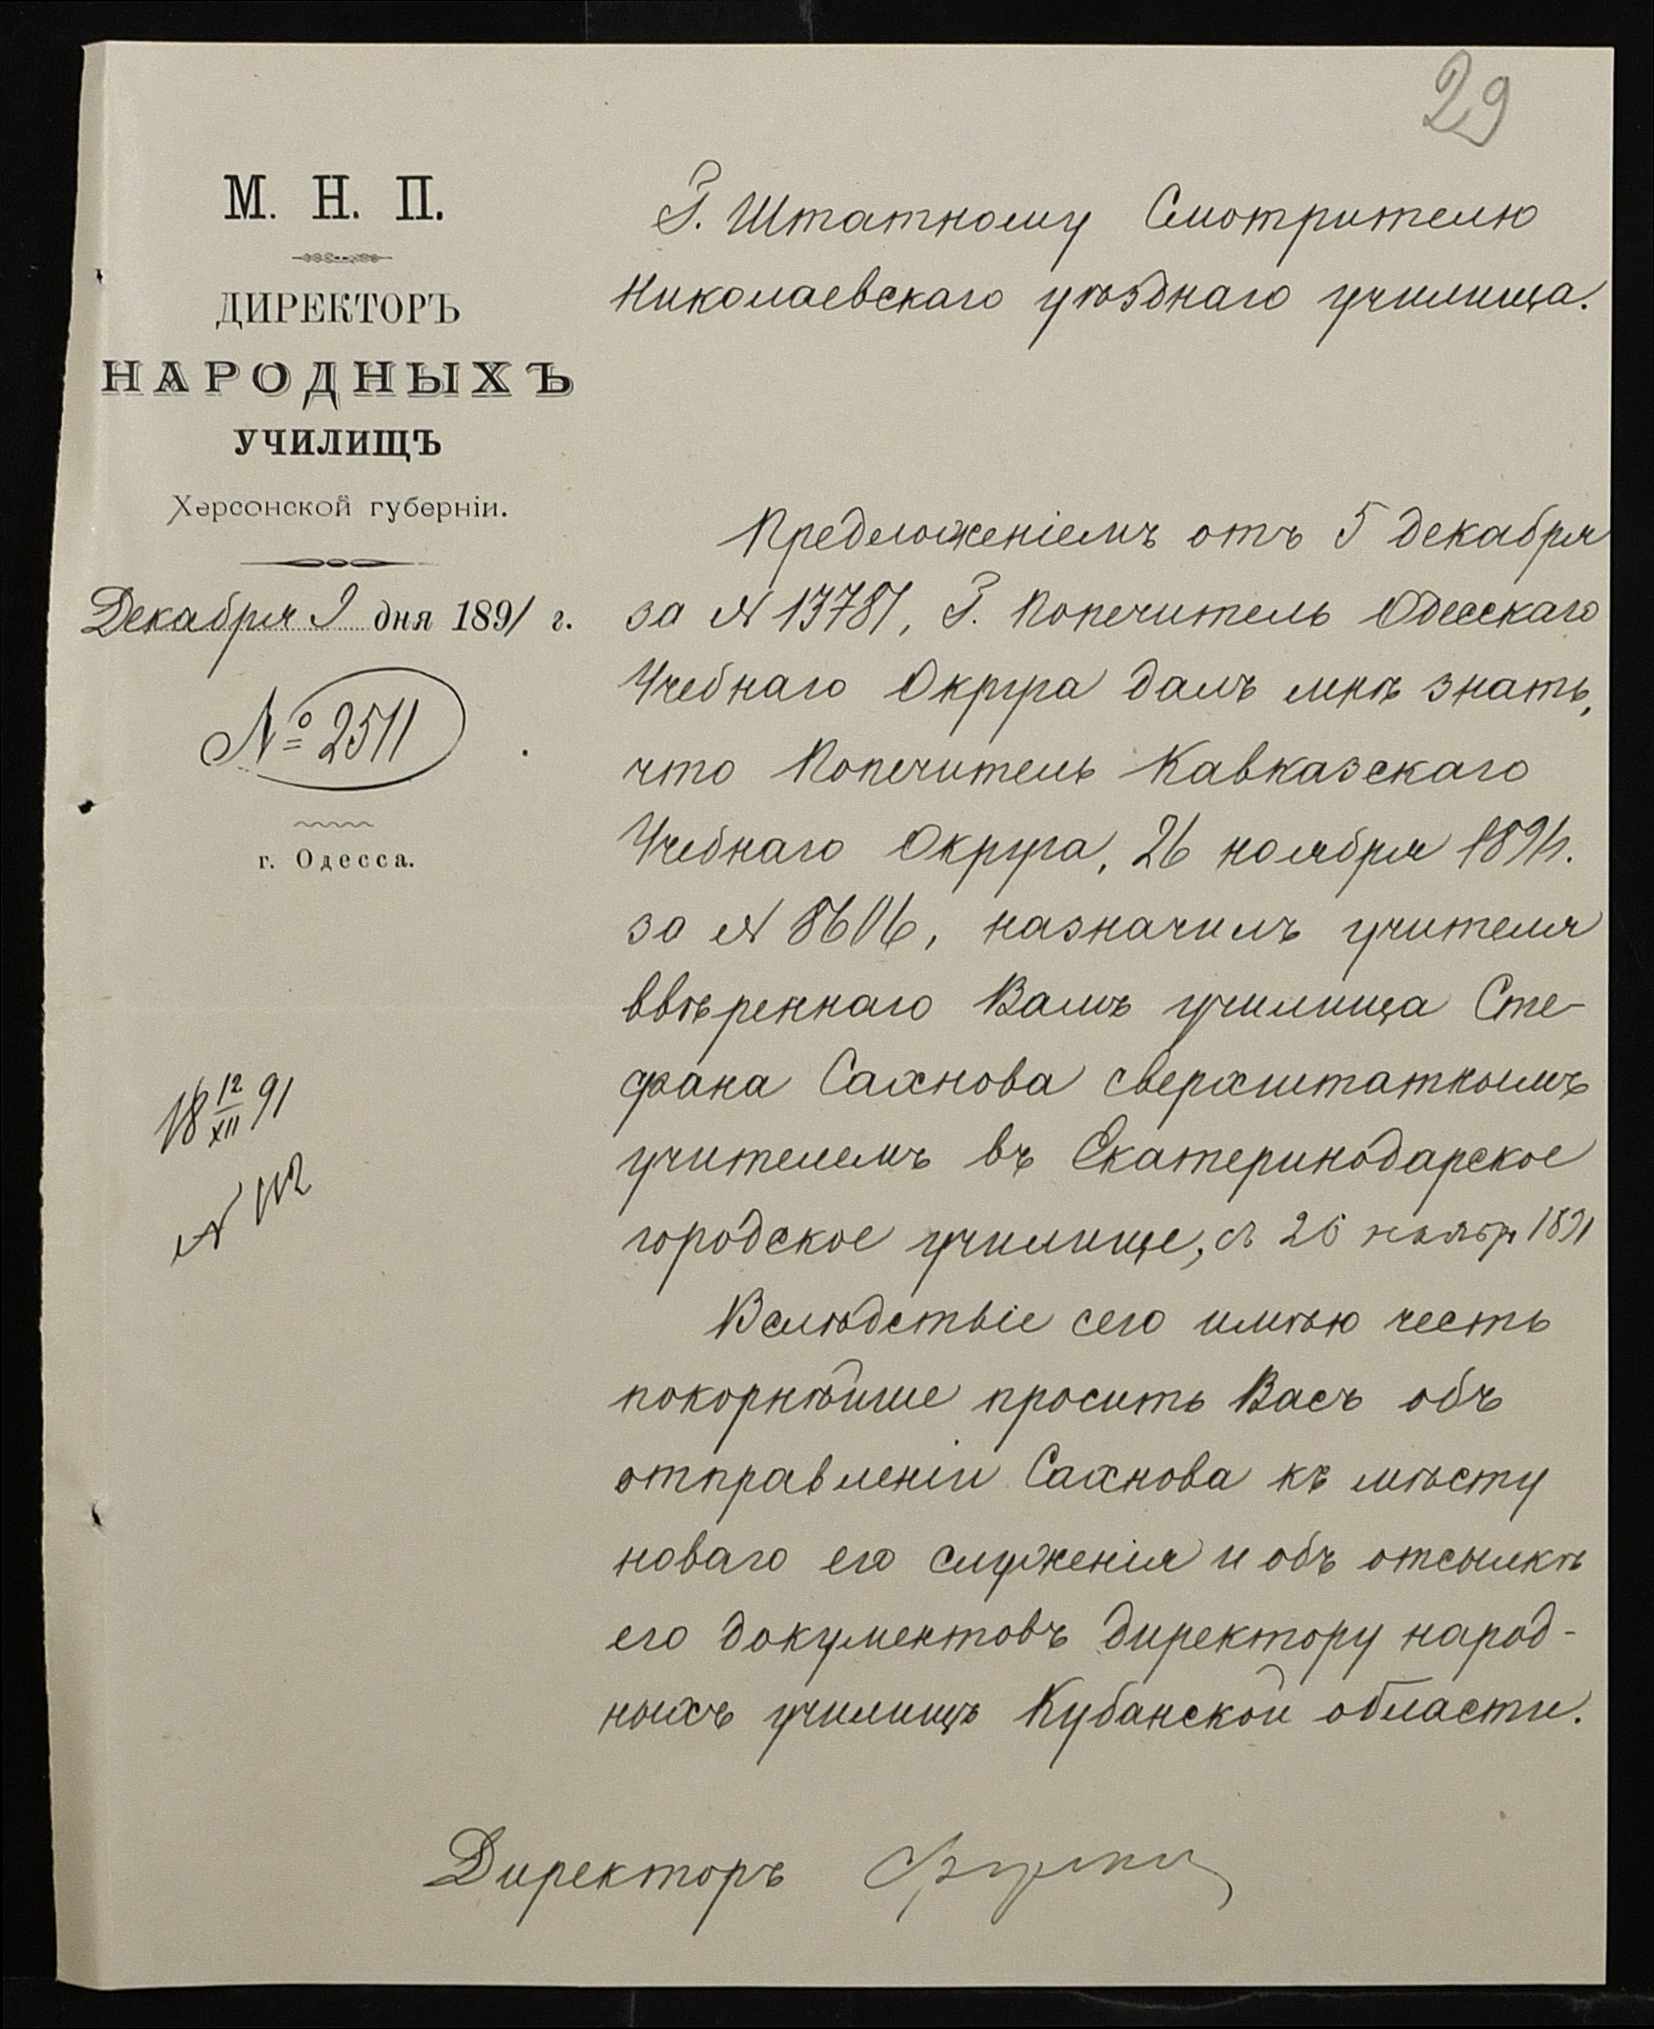 29
М. Н. П.
ДИРЕКТОРЪ
НАРОДНЫХЪ
УЧИЛИЩЪ
Херсонской губерніи.
Декабря 9 дня 1891 г.
№ 2511
г. Одесса.
18 12/XII 91
№ 1112
Г. Штатному Смотрителю
Николаевскаго уѣзднаго училища.
Предложеніемъ отъ 5 декабря
за № 13781, Г. Попечитель Одесскаго
Учебнаго Округа далъ мнѣ знать,
что Попечитель Кавказскаго
Учебнаго Округа, 26 ноября 1891 г.
за № 8606, назначилъ учителя
ввѣреннаго Вамъ училища Сте-
фана Сахнова сверхштатнымъ
учителемъ въ Екатеринодарское
городское училище, съ 26 ноября 1891
Вслѣдствіе сего имѣю честь
покорнѣйше просить Васъ объ
отправленіи Сахнова къ мѣсту
новаго его служенія и объ отсылкѣ
его документовъ директору народ-
ныхъ училищъ Кубанской области.
Директоръ